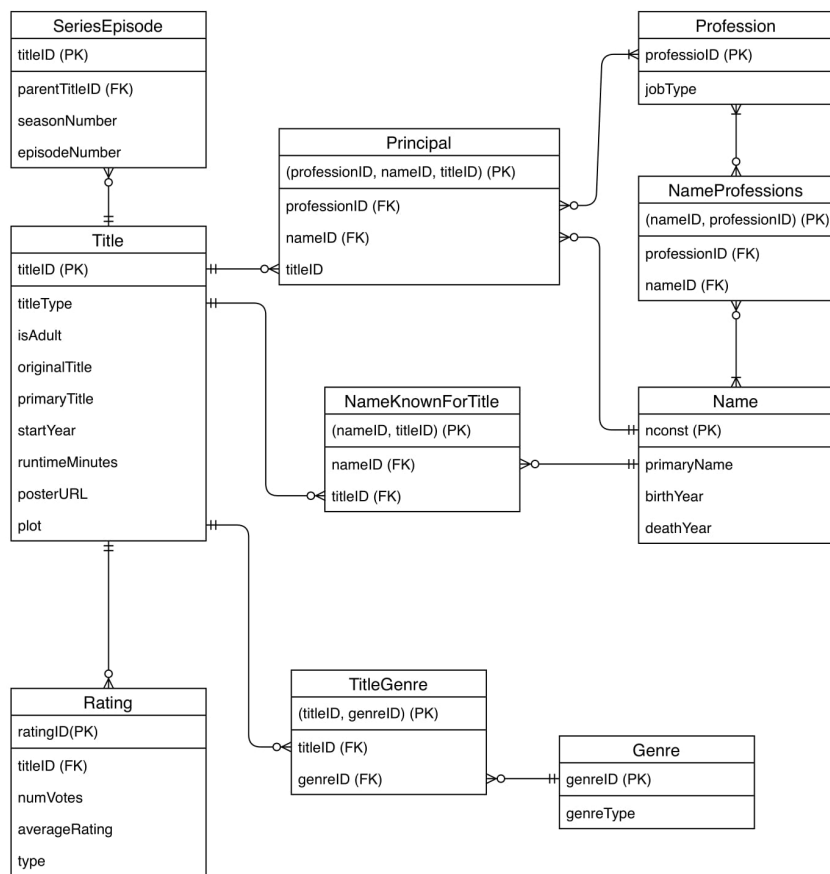 SeriesEpisode
titleID (PK)
parentTitleID (FK)
seasonNumber
episodeNumber
Profession
professioID (PK)
jobType
Principal
(professionID, nameID, titleID) (PK)
professionID (FK)
nameID (FK)
titleID
NameProfessions
(nameID, professionID) (PK)
professionID (FK)
nameID (FK)
Title
titleID (PK)
titleType
isAdult
originalTitle
primaryTitle
startYear
runtimeMinutes
posterURL
plot
NameKnownForTitle
(nameID, titleID) (PK)
nameID (FK)
titleID (FK)
Name
nconst (PK)
primaryName
birthYear
deathYear
Rating
ratingID(PK)
titleID (FK)
numVotes
averageRating
type
TitleGenre
(titleID, genreID) (PK)
titleID (FK)
genreID (FK)
Genre
genreID (PK)
genreType